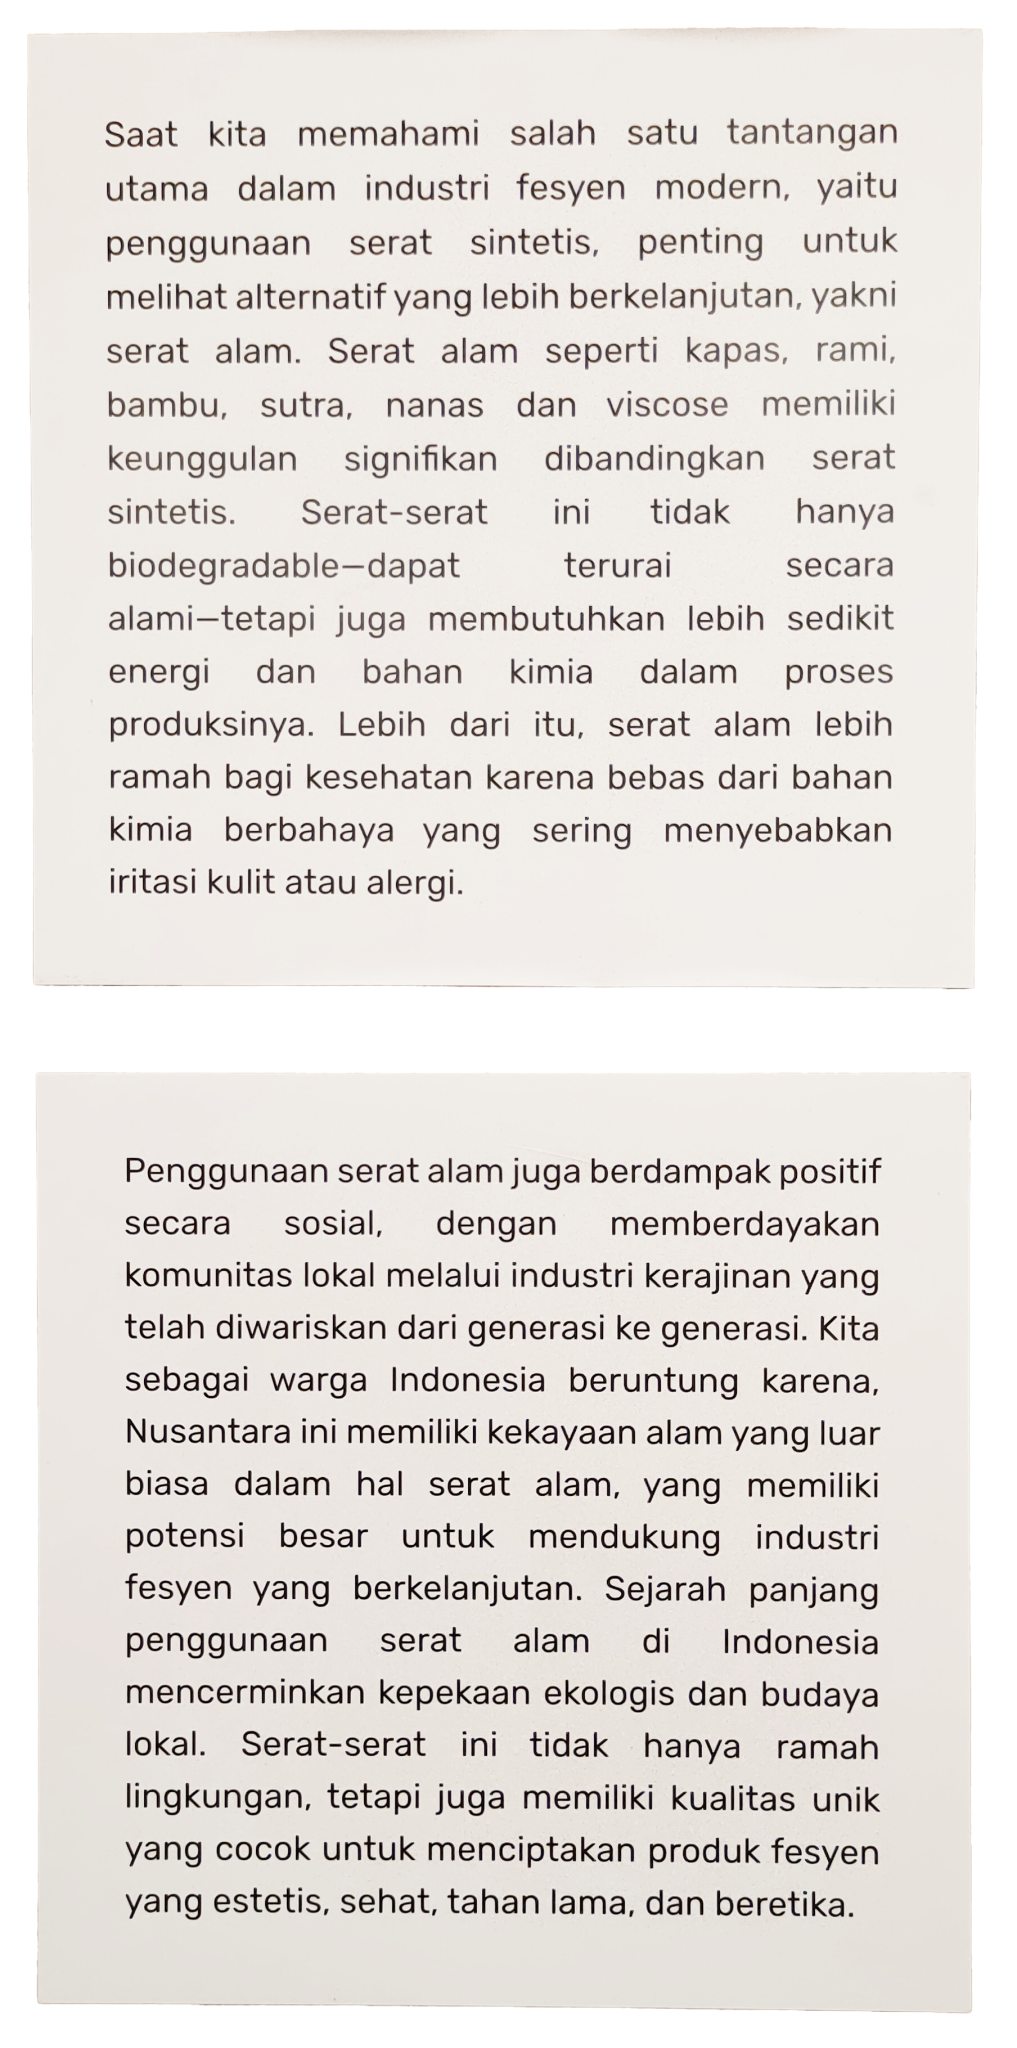 Saat kita memahami salah satu tantangan
utama dalam industri fesyen modern, yaitu
penggunaan serat sintetis, penting untuk
melihat alternatif yang lebih berkelanjutan, yakni
serat alam. Serat alam seperti kapas, rami,
bambu, sutra, nanas dan viscose memiliki
keunggulan signifikan dibandingkan serat
sintetis. Serat-serat ini tidak hanya
biodegradable—dapat terurai secara
alami—tetapi juga membutuhkan lebih sedikit
energi dan bahan kimia dalam proses
produksinya. Lebih dari itu, serat alam lebih
ramah bagi kesehatan karena bebas dari bahan
kimia berbahaya yang sering menyebabkan
iritasi kulit atau alergi.
Penggunaan serat alam juga berdampak positif
secara sosial, dengan memberdayakan
komunitas lokal melalui industri kerajinan yang
telah diwariskan dari generasi ke generasi. Kita
sebagai warga Indonesia beruntung karena,
Nusantara ini memiliki kekayaan alam yang luar
biasa dalam hal serat alam, yang memiliki
potensi besar untuk mendukung industri
fesyen yang berkelanjutan. Sejarah panjang
penggunaan serat alam di Indonesia
mencerminkan kepekaan ekologis dan budaya
lokal. Serat-serat ini tidak hanya ramah
lingkungan, tetapi juga memiliki kualitas unik
yang cocok untuk menciptakan produk fesyen
yang estetis, sehat, tahan lama, dan beretika.